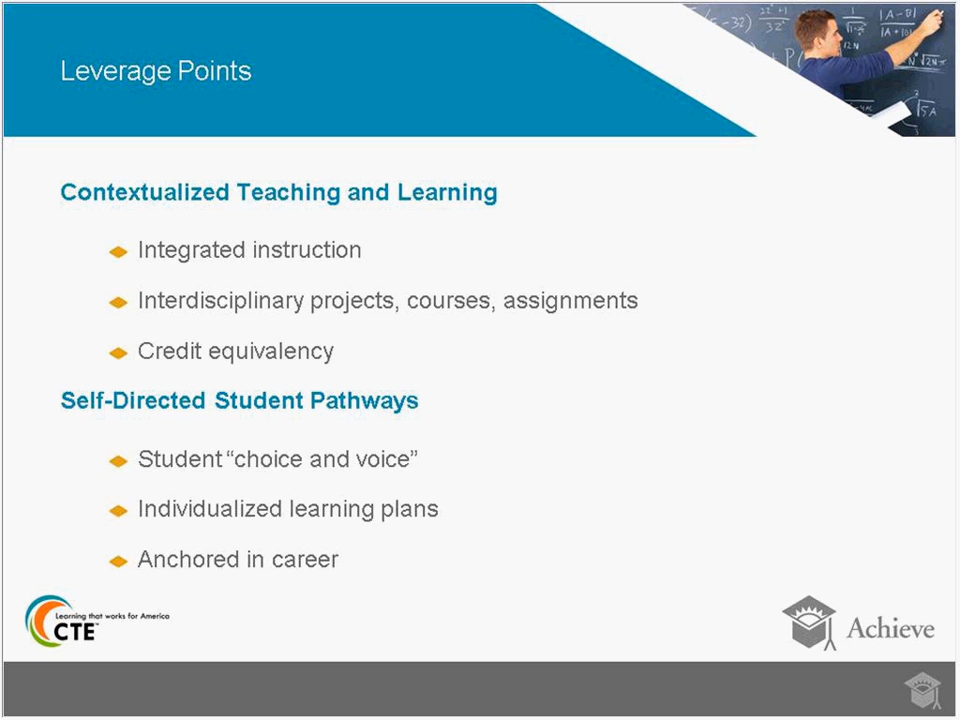 Leverage Points
Contextualized Teaching and Learning
Integrated instruction
Interdisciplinary projects, courses, assignments
Credit equivalency
Self-Directed Student Pathways
Student “choice and voice”
Individualized learning plans
Anchored in career
Learning that works for America
CTE™
Achieve